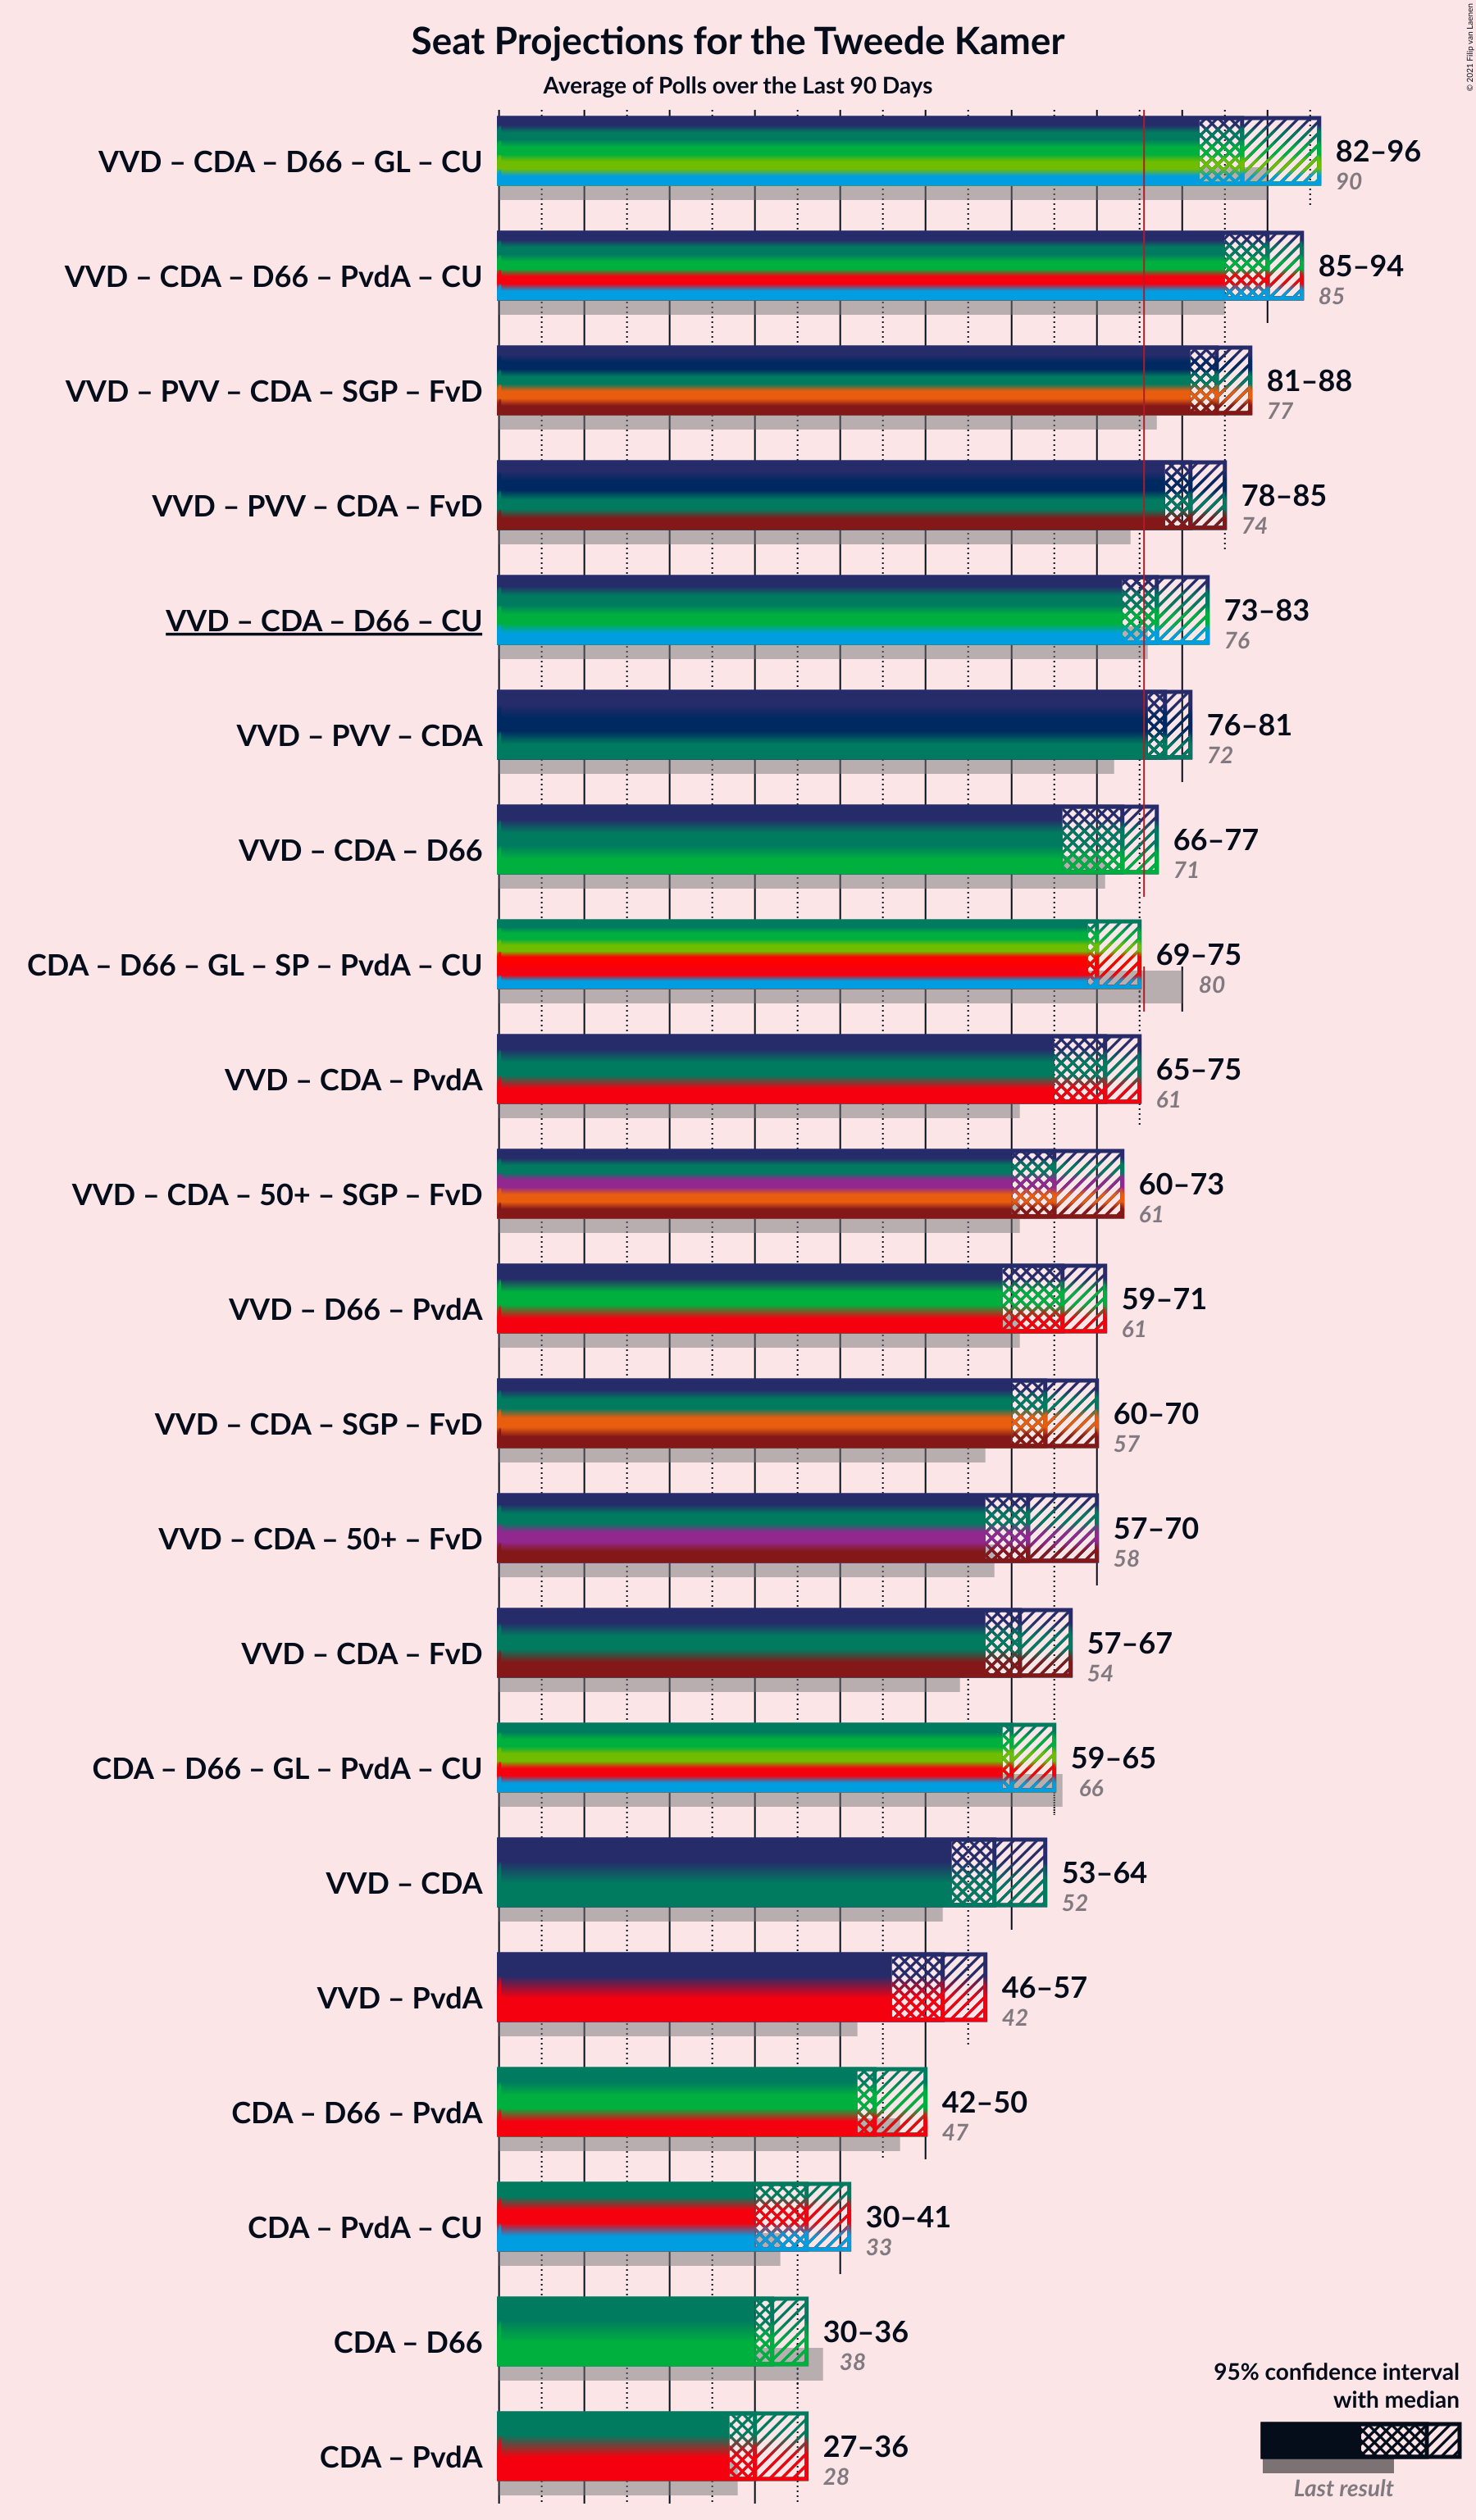 Seat Projections for the Tweede Kamer
Average of Polls over the Last 90 Days
© 2021 Filip van Laenen
VVD – CDA – D66 – GL – CU
82–96
90
VVD – CDA – D66 – PvdA – CU
85–94
85
VVD – PVV – CDA – SGP – FvD
81–88
77
VVD – PVV – CDA – FvD
78–85
74
VVD – CDA – D66 – CU
73–83
76
VVD – PVV – CDA
76–81
72
VVD – CDA – D66
66–77
71
CDA – D66 – GL – SP – PvdA – CU
69–75
80
VVD – CDA – PvdA
65–75
61
VVD – CDA – 50+ – SGP – FvD
60–73
61
VVD – D66 – PvdA
59–71
61
VVD – CDA – SGP – FvD
60–70
57
VVD – CDA – 50+ – FvD
57–70
58
VVD – CDA – FvD
57–67
54
CDA – D66 – GL – PvdA – CU
59–65
66
VVD – CDA
53–64
52
VVD – PvdA
46–57
42
CDA – D66 – PvdA
42–50
47
CDA – PvdA – CU
30–41
33
CDA – D66
30–36
38
CDA – PvdA
27–36
28
95% confidence interval
with median
Last result